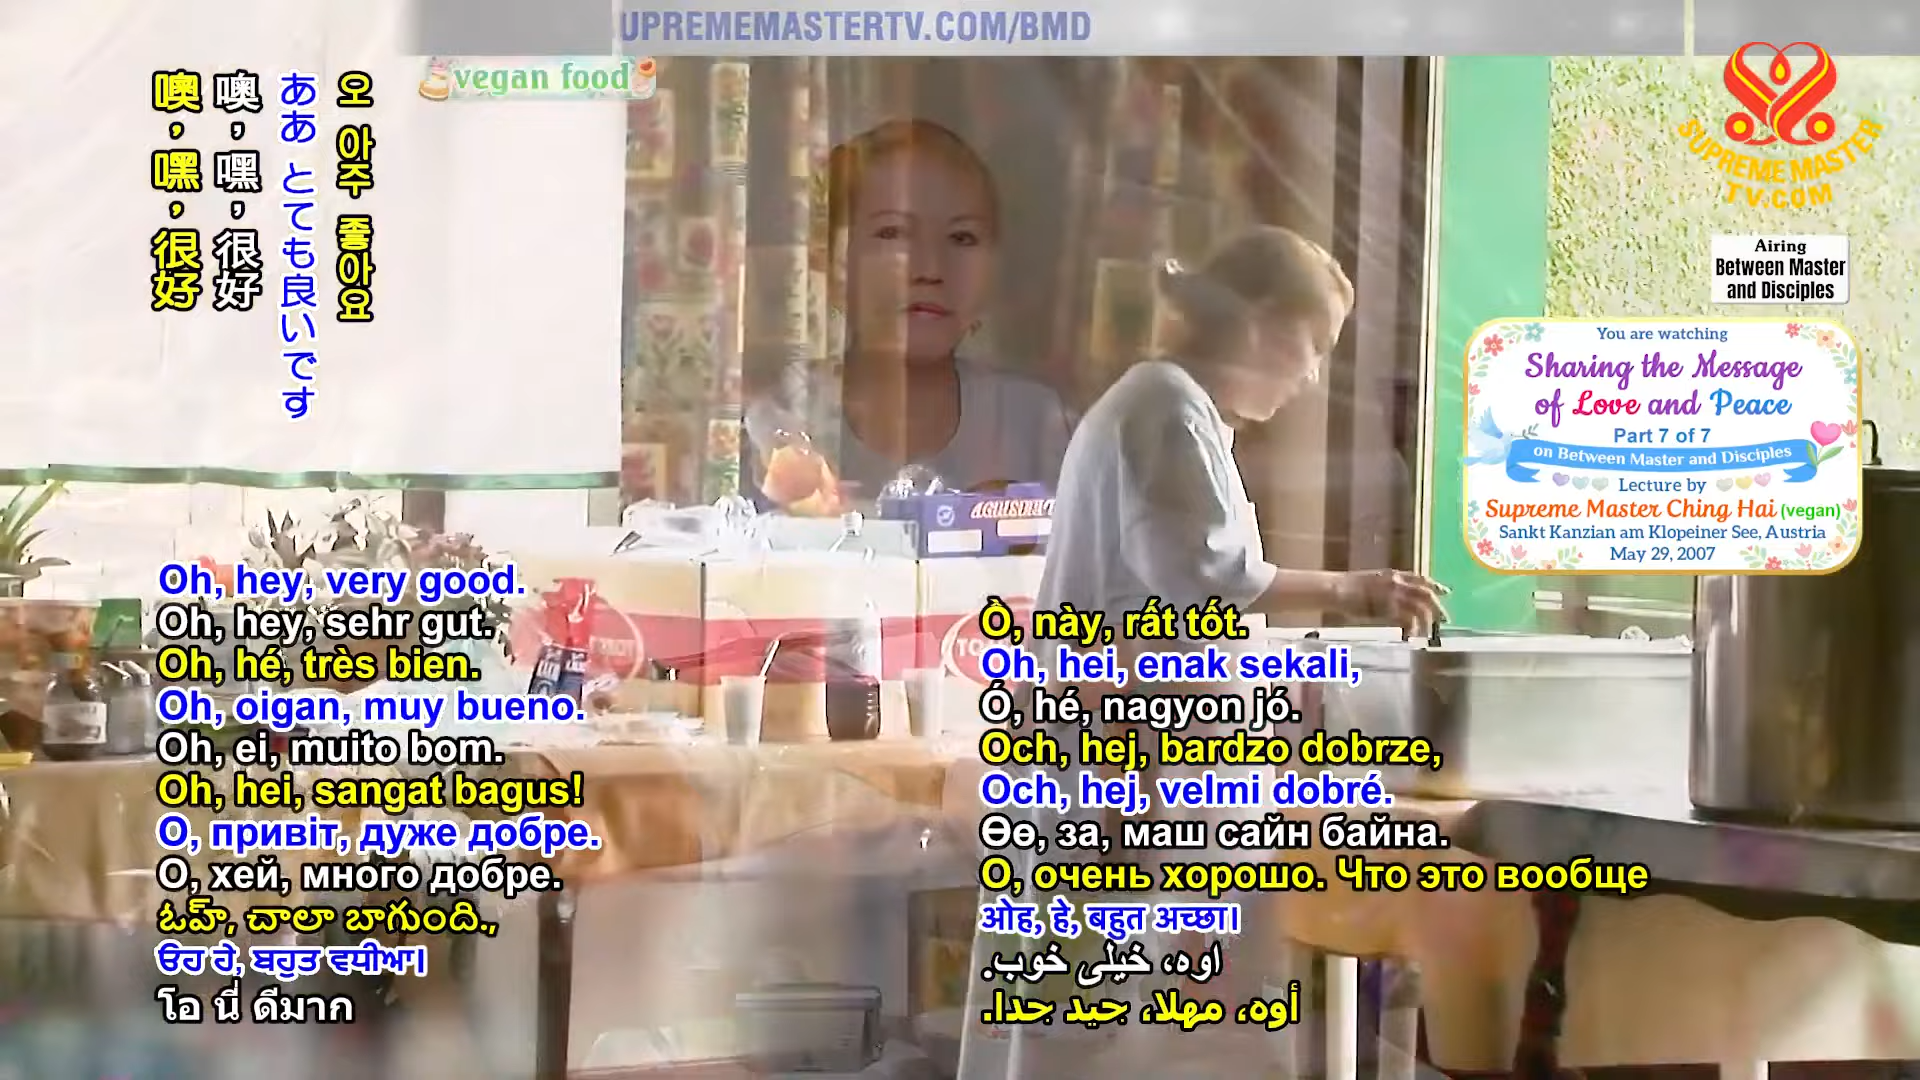 UPREMEMASTERTV.COM/BMD
vegan food
오 아주 좋아요
ああ とても良いです
噢，嘿，很好
噢，嘿，很好
SUPREME MASTER
TV.COM
Airing
Between Master
and Disciples
You are watching
Sharing the Message
of Love and Peace
Part 7 of 7
on Between Master and Disciples
Lecture by
Supreme Master Ching Hai (vegan)
Sankt Kanzian am Klopeiner See, Austria
May 29, 2007
Oh, hey, very good.
Oh, hey, sehr gut.
Oh, hé, très bien.
Oh, oigan, muy bueno.
Oh, ei, muito bom.
Oh, hei, sangat bagus!
О, привіт, дуже добре.
О, хей, много добре.
ఓహ్, చాలా బాగుంది.,
ਓਹ ਹੇ, ਬਹੁਤ ਵਧੀਆ।
โอ นี่ ดีมาก
Ồ, này, rất tốt.
Oh, hei, enak sekali,
Ó, hé, nagyon jó.
Och, hej, bardzo dobrze,
Och, hej, velmi dobré.
Өө, за, маш сайн байна.
О, очень хорошо. Что это вообще
ओह, हे, बहुत अच्छा।
اوه، خیلی خوب.
أوه، مهلا، جيد جدا.